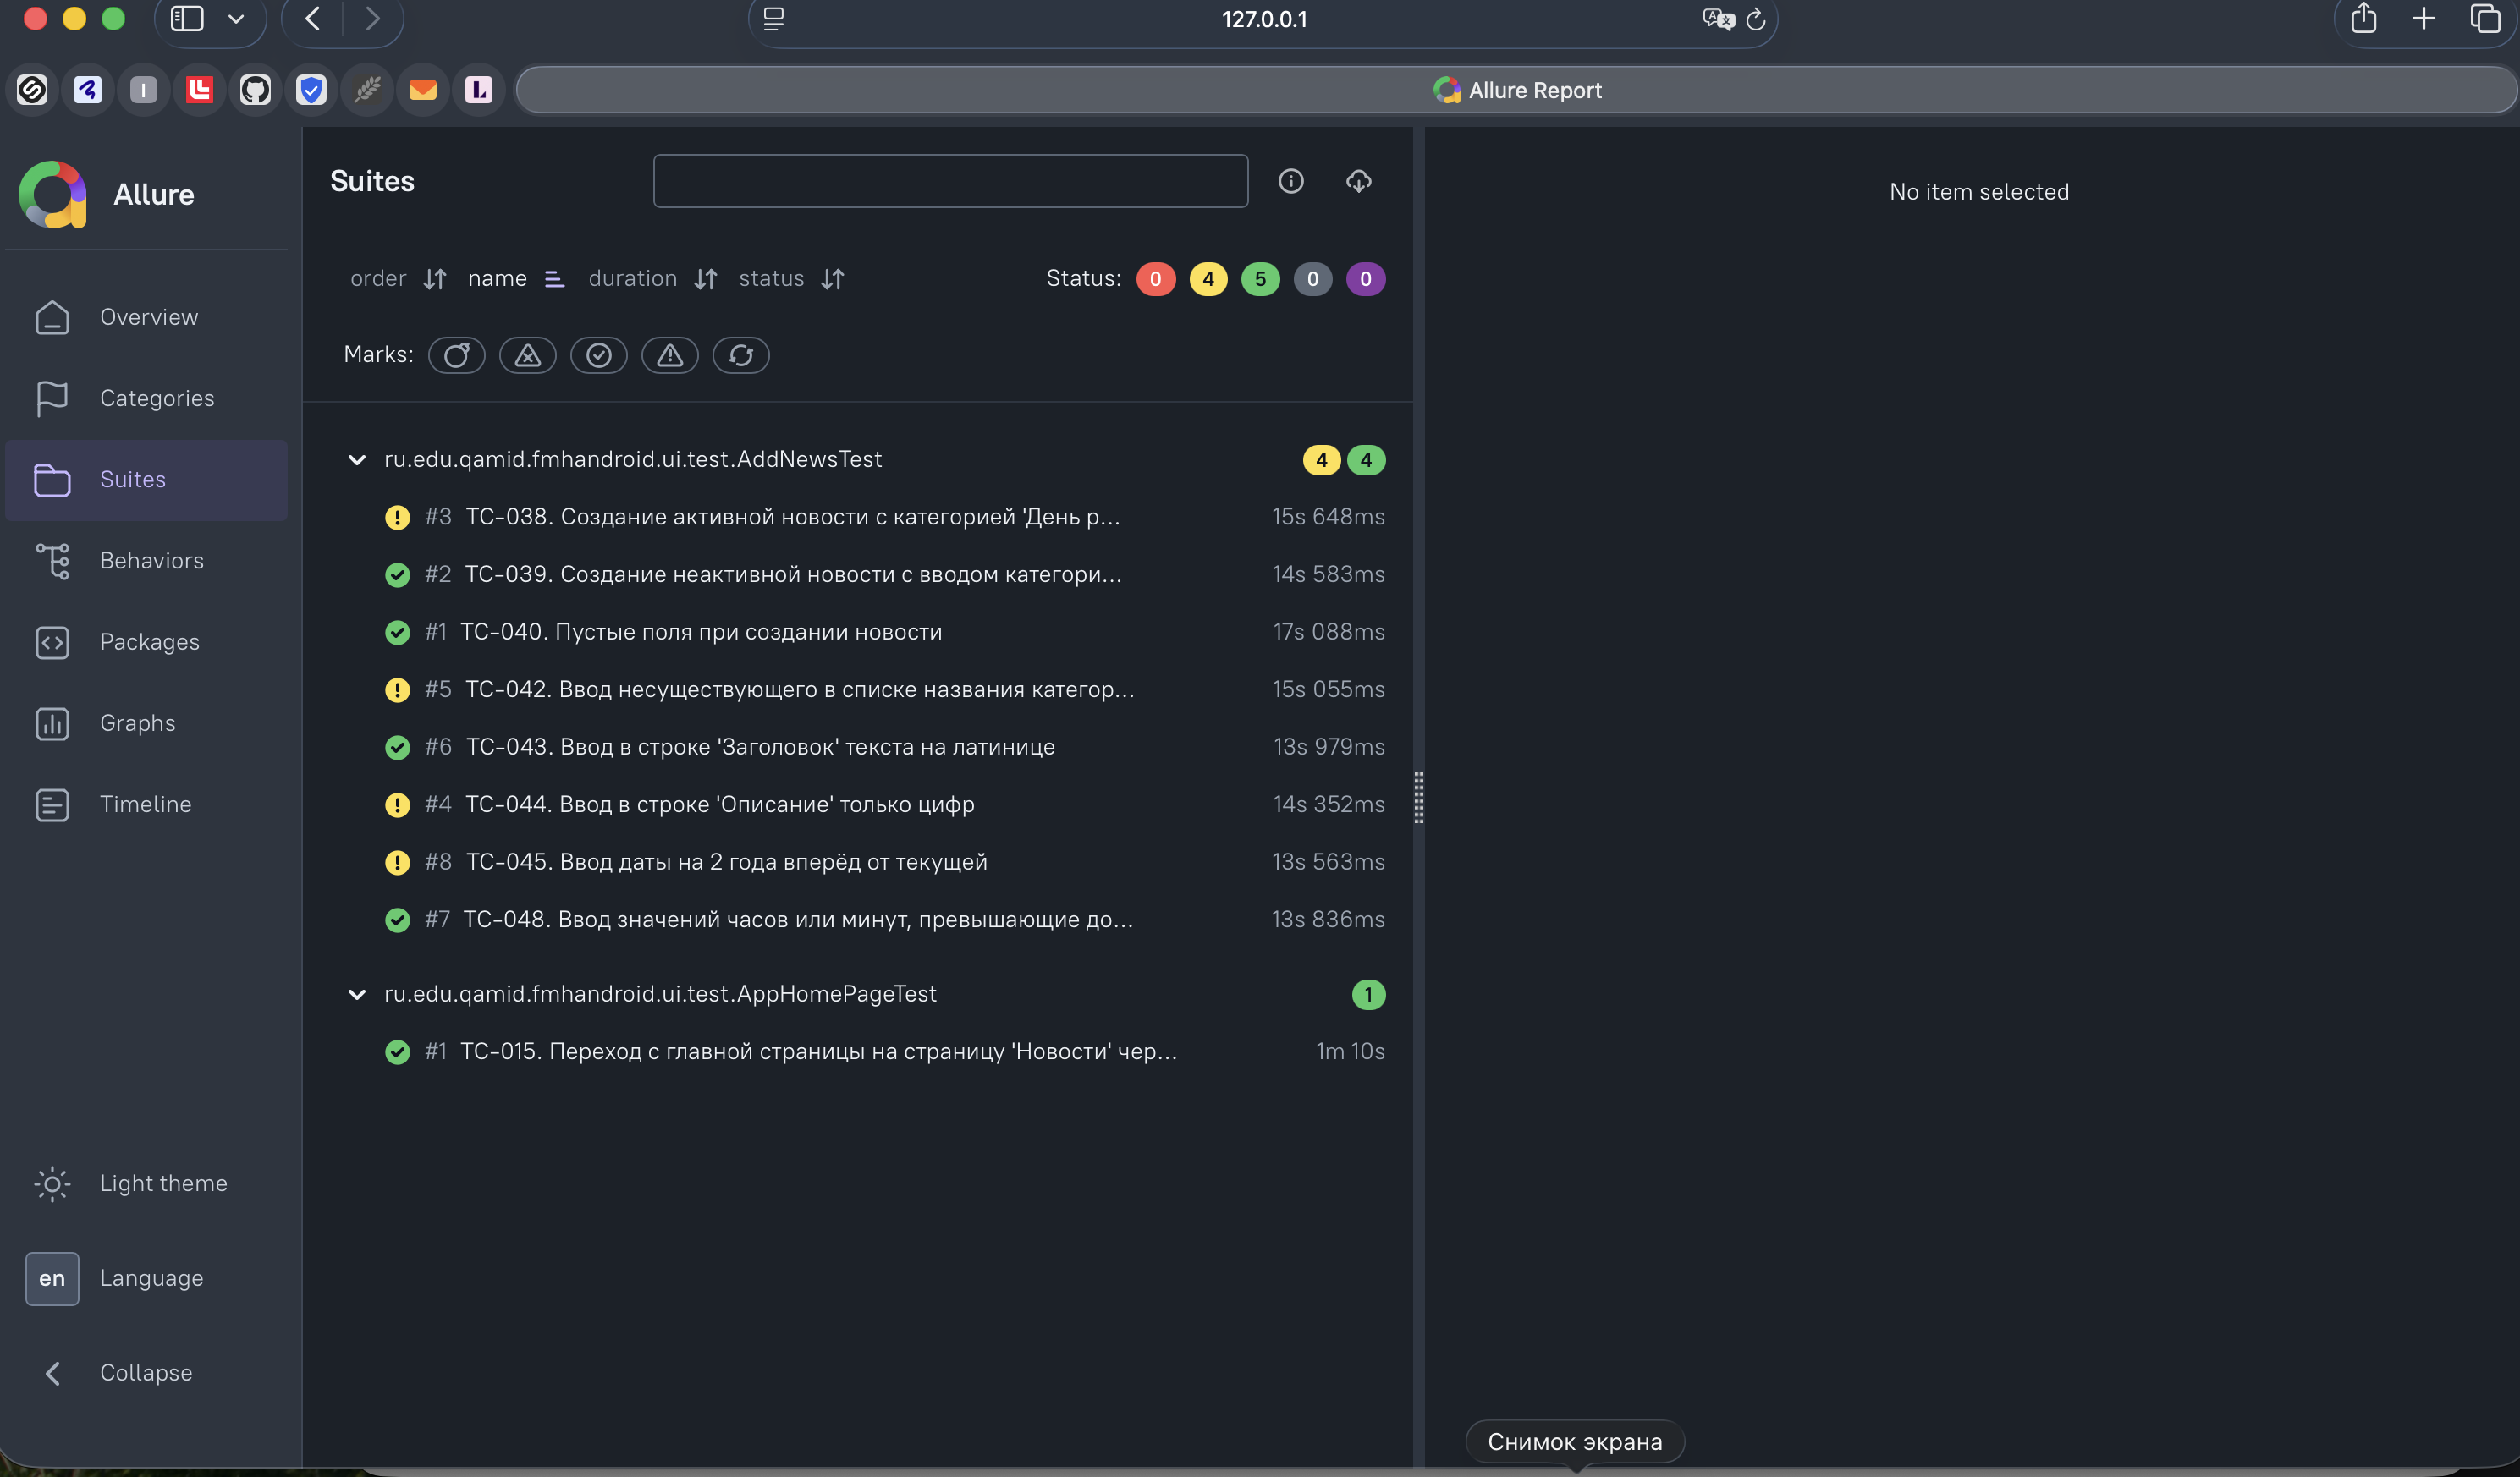 127.0.0.1
Allure Report
Allure
Overview
Categories
Suites
Behaviors
Packages
Graphs
Timeline
Light theme
en Language
Collapse
Suites
order name duration status Status: 0 4 5 0 0
Marks:
ru.edu.qamid.fmhandroid.ui.test.AddNewsTest 4 4
#3 TC-038. Создание активной новости с категорией 'День р... 15s 648ms
#2 TC-039. Создание неактивной новости с вводом категори... 14s 583ms
#1 TC-040. Пустые поля при создании новости 17s 088ms
#5 TC-042. Ввод несуществующего в списке названия категор... 15s 055ms
#6 TC-043. Ввод в строке 'Заголовок' текста на латинице 13s 979ms
#4 TC-044. Ввод в строке 'Описание' только цифр 14s 352ms
#8 TC-045. Ввод даты на 2 года вперёд от текущей 13s 563ms
#7 TC-048. Ввод значений часов или минут, превышающие до... 13s 836ms
ru.edu.qamid.fmhandroid.ui.test.AppHomePageTest 1
#1 TC-015. Переход с главной страницы на страницу 'Новости' чер... 1m 10s
No item selected
Снимок экрана